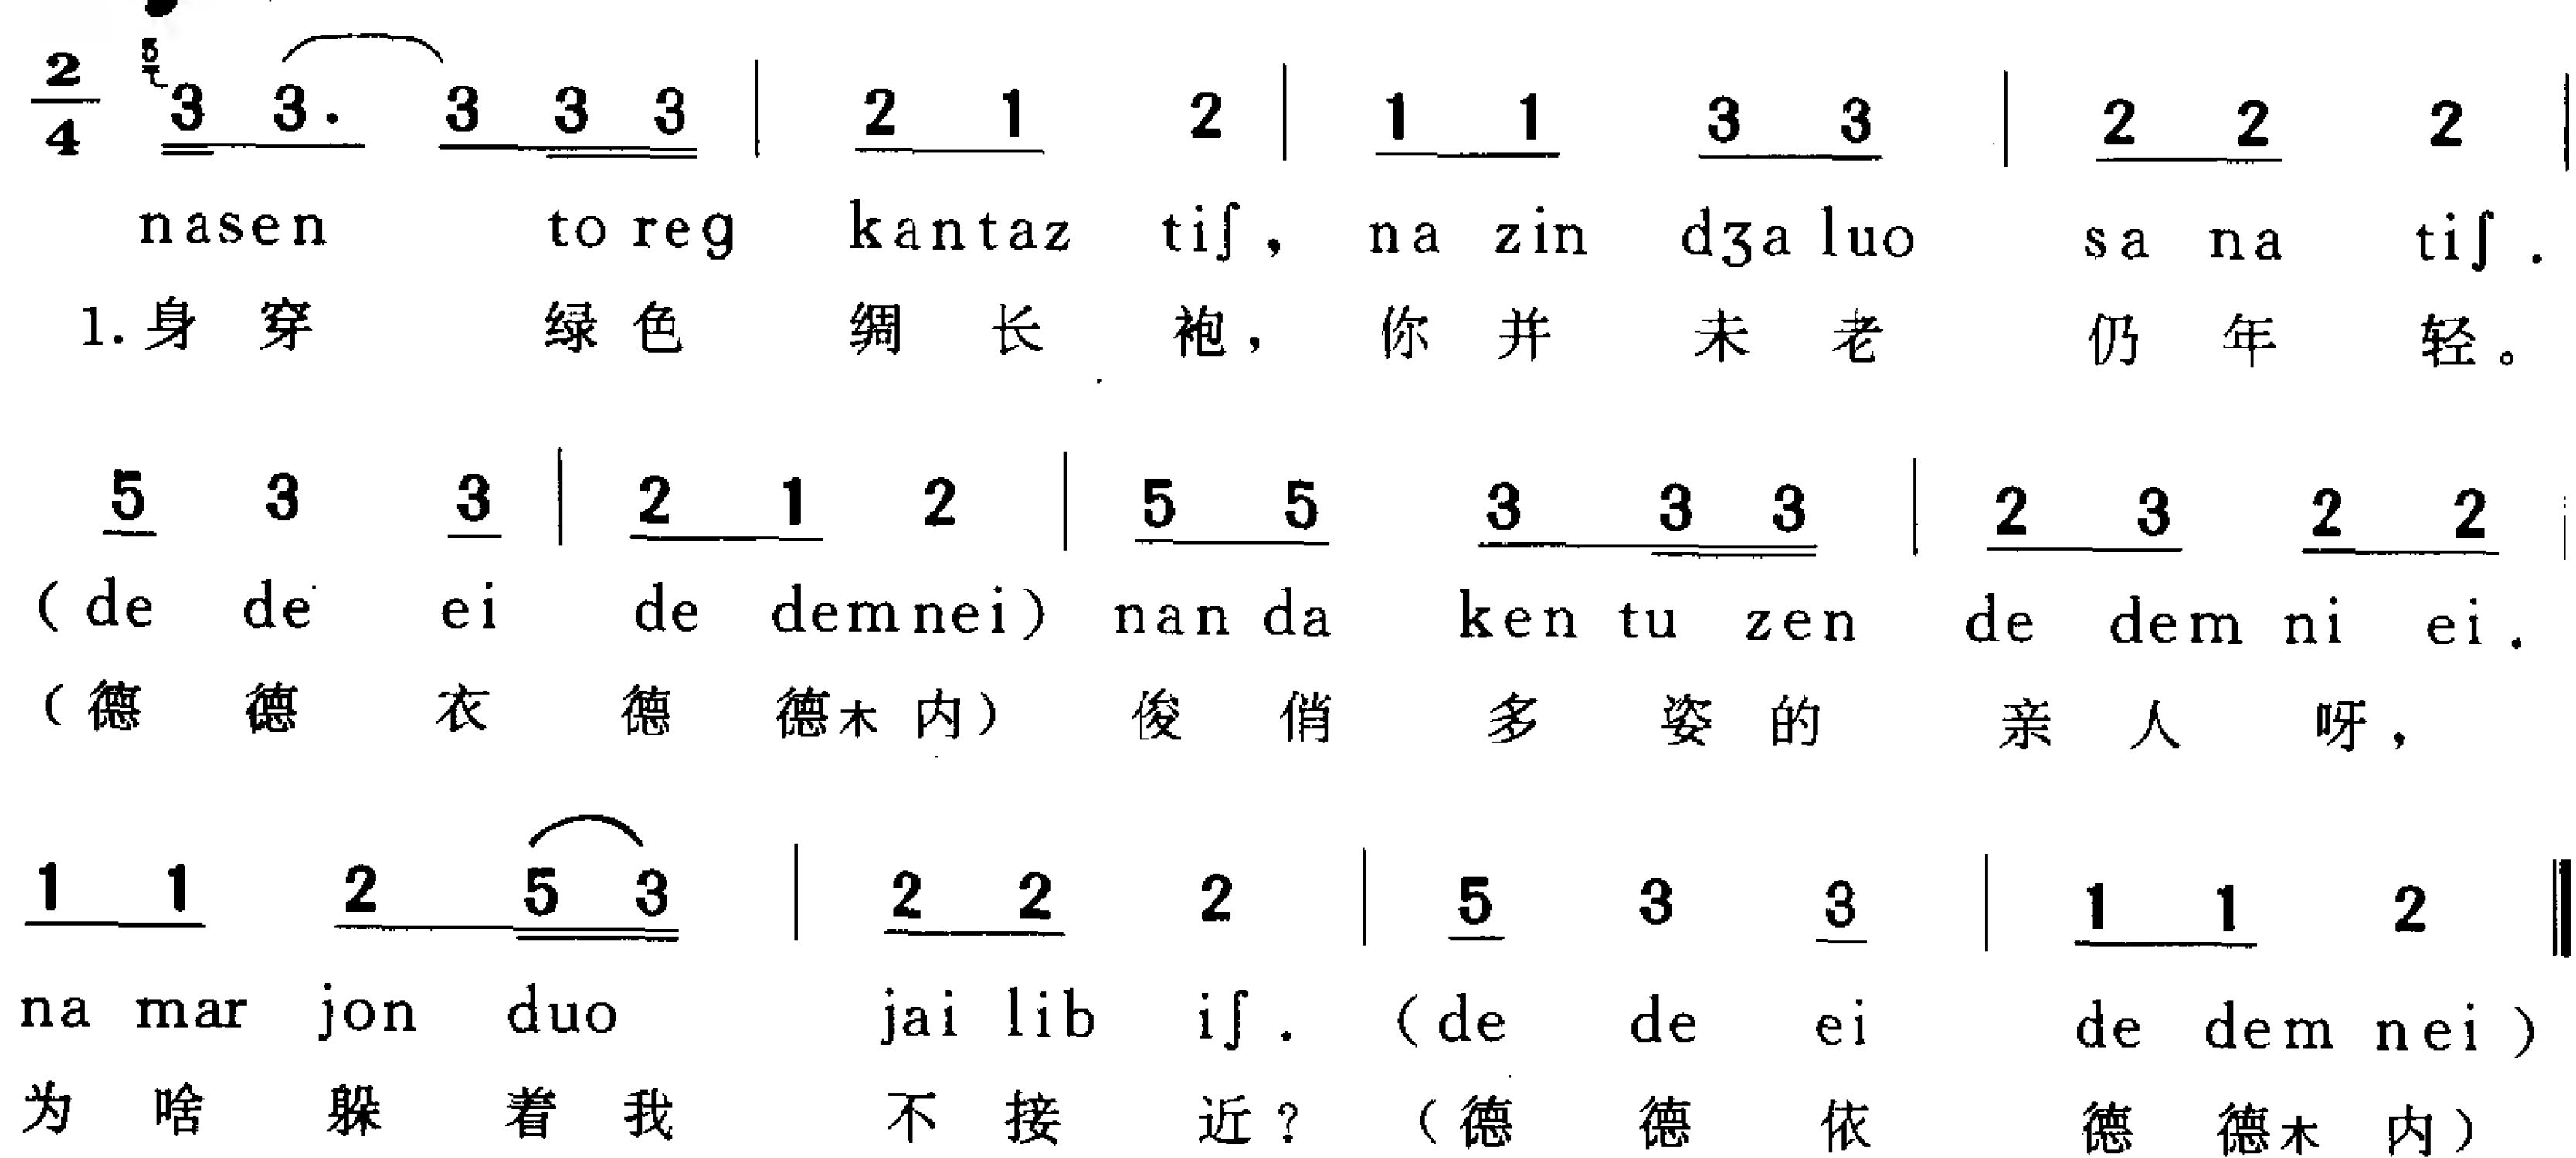 2/4 5 3 3. 3 3 3 | 2 1 2 | 1 1 3 3 | 2 2 2 |
nasen to reg kantaz tiʃ, na zin dʒa luo sa na tiʃ.
1. 身 穿 绿 色 绸 长 袍, 你 并 未 老 仍 年 轻。
5 3 3 | 2 1 2 | 5 5 3 3 3 | 2 3 2 2 |
(de de ei de demnei) nan da ken tu zen de dem ni ei.
(德 德 衣 德 德木 内) 俊 俏 多 姿 的 亲 人 呀,
1 1 2 5 3 | 2 2 2 | 5 3 3 | 1 1 2 ‖
na mar jon duo jai lib iʃ. (de de ei de dem nei)
为 啥 躲 着 我 不 接 近? (德 德 依 德 德木 内)